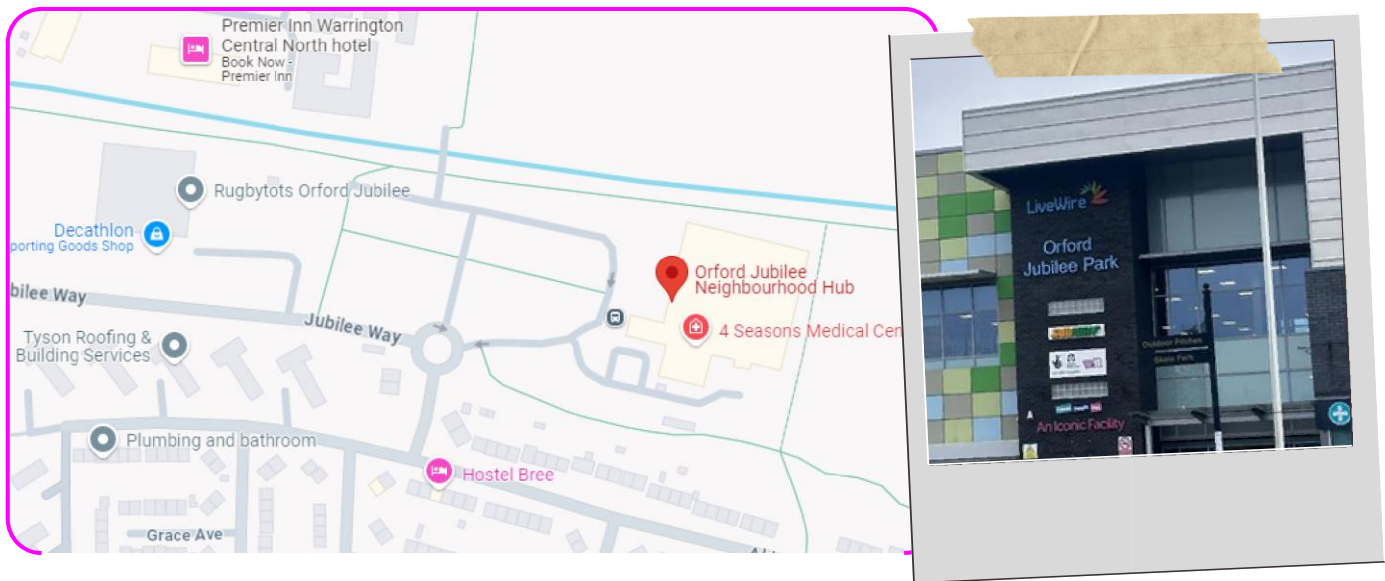 Premier Inn Warrington
Central North hotel
Book Now -
Premier Inn
Rugbytots Orford Jubilee
Decathlon
porting Goods Shop
bilee Way
Jubilee Way
Tyson Roofing &
Building Services
Orford Jubilee
Neighbourhood Hub
4 Seasons Medical Cen
Plumbing and bathroom
Hostel Bree
Grace Ave
LiveWire
Orford
Jubilee Park
Outdoor Pitches
Skate Park
An Iconic Facility